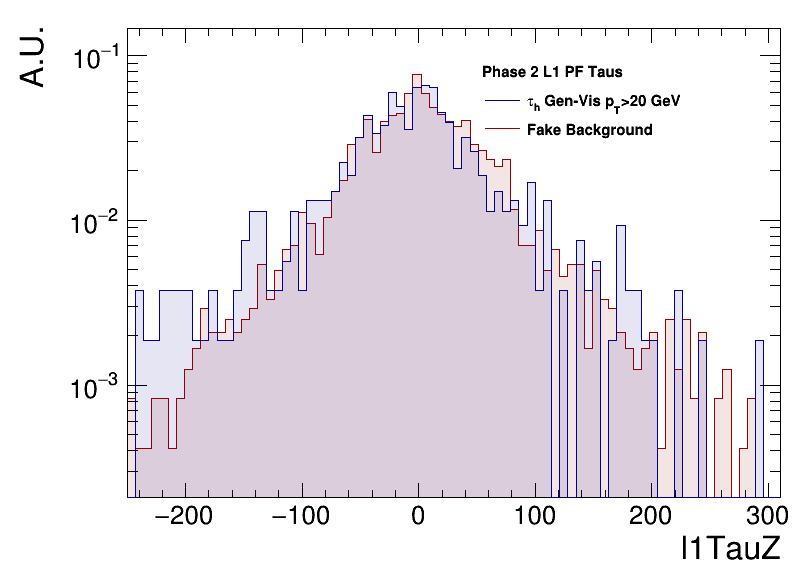 A.U.
10⁻¹
10⁻²
10⁻³
Phase 2 L1 PF Taus
τh Gen-Vis pT>20 GeV
Fake Background
−200 −100 0 100 200 300
l1TauZ